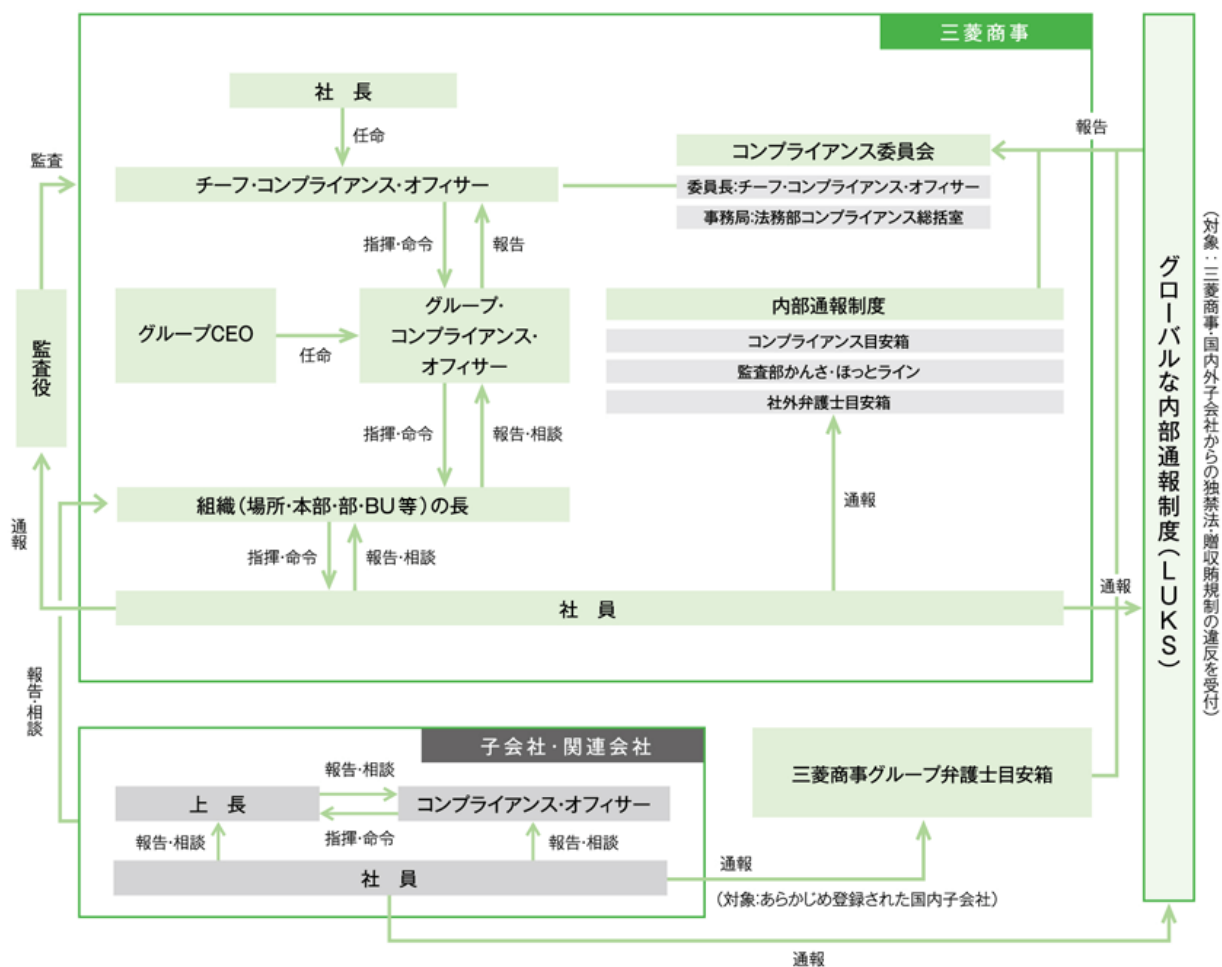 三菱商事
社長
任命
報告
監査
コンプライアンス委員会
チーフ・コンプライアンス・オフィサー
委員長:チーフ・コンプライアンス・オフィサー
事務局:法務部コンプライアンス総括室
指揮・命令
報告
グループCEO
任命
グループ・
コンプライアンス・
オフィサー
内部通報制度
コンプライアンス目安箱
監査部かんさ・ほっとライン
社外弁護士目安箱
監査役
指揮・命令
報告・相談
組織(場所・本部・部・BU等)の長
通報
通報
指揮・命令
報告・相談
社員
通報
グローバルな内部通報制度(LUKS)
(対象:三菱商事・国内外子会社からの独禁法・贈収賄規制の違反を受付)
報告・相談
子会社・関連会社
報告・相談
上長
コンプライアンス・オフィサー
指揮・命令
報告・相談
報告・相談
社員
三菱商事グループ弁護士目安箱
通報
(対象:あらかじめ登録された国内子会社)
通報